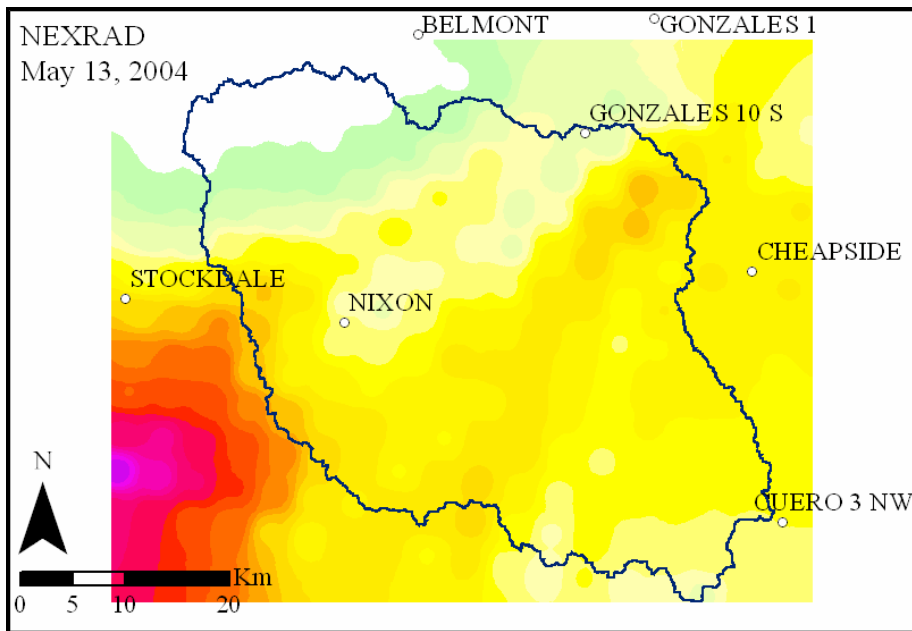 NEXRAD
May 13, 2004
BELMONT
GONZALES 1
GONZALES 10 S
CHEAPSIDE
STOCKDALE
NIXON
CUERO 3 NW
N
Km
0 5 10 20